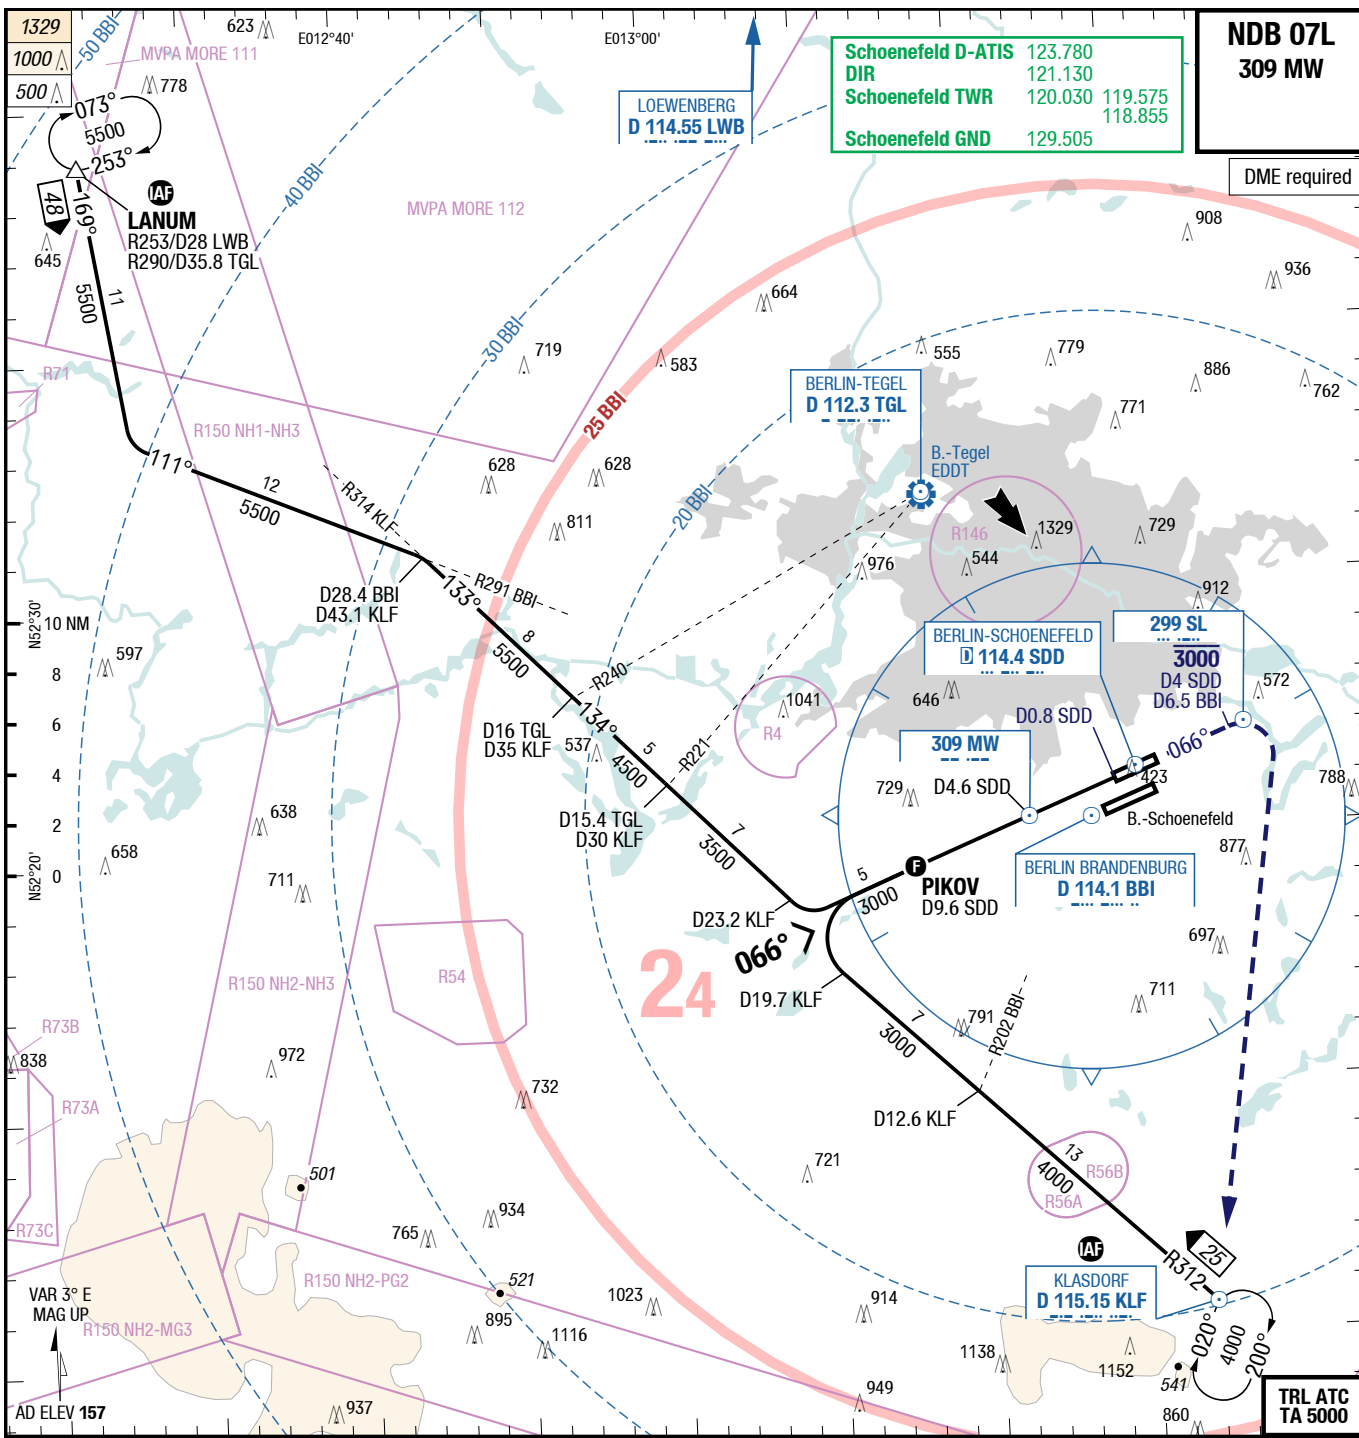 1329
1000
500
50 BBI
MVPA MORE 111
623
E012°40'
E013°00'
778
073°
5500
253°
48
169°
IAF
LANUM
R253/D28 LWB
R290/D35.8 TGL
645
11
5500
40 BBI
MVPA MORE 112
LOEWENBERG
D 114.55 LWB
Schoenefeld D-ATIS 123.780
DIR 121.130
Schoenefeld TWR 120.030 119.575
118.855
Schoenefeld GND 129.505
NDB 07L
309 MW
DME required
908
936
664
30 BBI
719
583
25 BBI
555
779
886
762
771
R71
R150 NH1-NH3
BERLIN-TEGEL
D 112.3 TGL
B.-Tegel
EDDT
111°
12
5500
R314 KLF
628
628
811
20 BBI
R146
1329
544
729
976
912
R291 BBI
D28.4 BBI
D43.1 KLF
133°
8
5500
N52°30'
10 NM
8
6
4
2
0
N52°20'
597
R240
BERLIN-SCHOENEFELD
D 114.4 SDD
299 SL
3000
D4 SDD
D6.5 BBI
572
646
1041
R4
D0.8 SDD
D16 TGL
D35 KLF
134°
537
5
4500
R221
309 MW
066°
423
788
729
D4.6 SDD
B.-Schoenefeld
D15.4 TGL
D30 KLF
7
3500
638
658
711
877
5
3000
F
PIKOV
D9.6 SDD
BERLIN BRANDENBURG
D 114.1 BBI
D23.2 KLF
066°
697
24
D19.7 KLF
R54
R150 NH2-NH3
7
3000
791
R202 BBI
711
R73B
838
972
R73A
732
D12.6 KLF
721
13
4000
R56B
R56A
501
R73C
934
765
IAF
25
R312
R150 NH2-PG2
521
KLASDORF
D 115.15 KLF
VAR 3° E
MAG UP
R150 NH2-MG3
1023
895
1116
914
1138
1152
020°
4000
200°
541
AD ELEV 157
937
949
860
TRL ATC
TA 5000